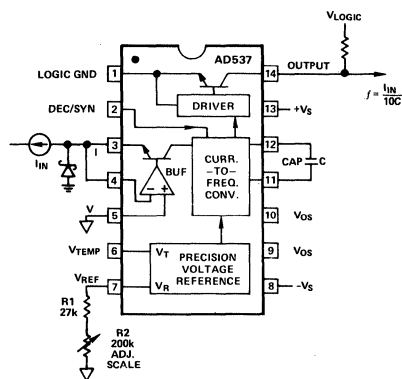 V_LOGIC
AD537
LOGIC GND
1
14
OUTPUT
f = I_IN / 10C
DRIVER
DEC/SYN
2
13
+V_S
I_IN
I
3
12
BUF
CURR.
-TO-
FREQ.
CONV.
CAP
C
4
11
V
5
10
V_OS
V_TEMP
6
V_T
PRECISION
VOLTAGE
REFERENCE
9
V_OS
V_REF
7
V_R
8
-V_S
R1
27k
R2
200k
ADJ.
SCALE